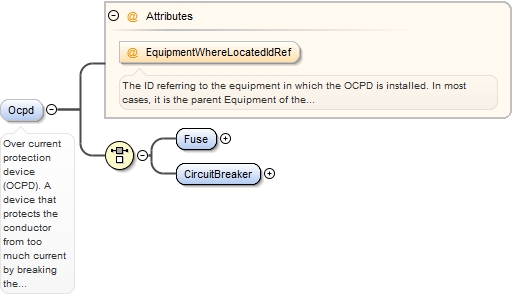 @ Attributes
@ EquipmentWhereLocatedIdRef
The ID referring to the equipment in which the OCPD is installed. In most
cases, it is the parent Equipment of the...
Ocpd
Over current
protection
device
(OCPD). A
device that
protects the
conductor
from too
much current
by breaking
the...
Fuse
CircuitBreaker